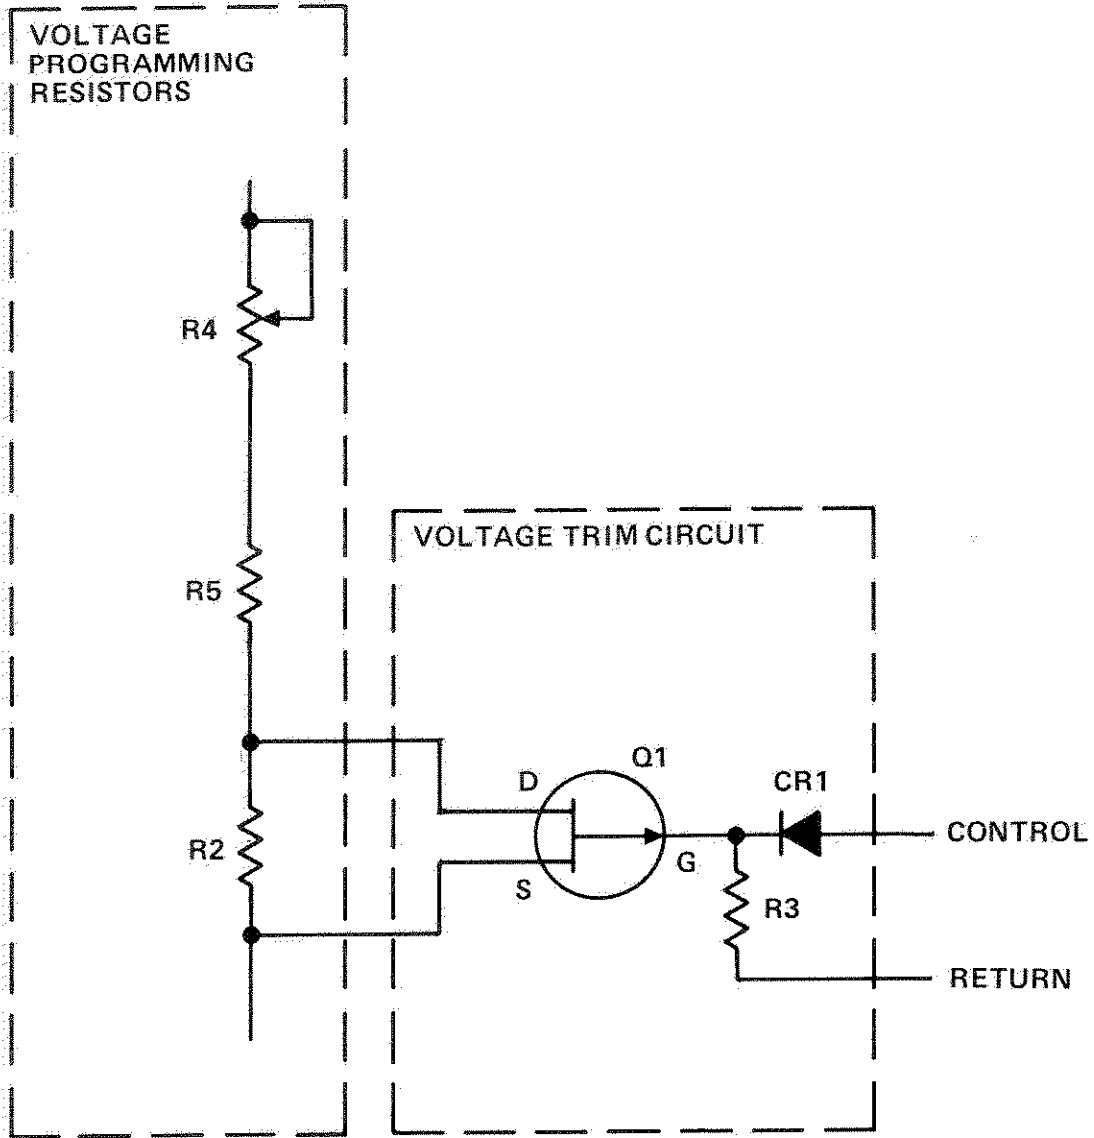 VOLTAGE
PROGRAMMING
RESISTORS
R4
VOLTAGE TRIM CIRCUIT
R5
Q1
D
CR1
CONTROL
R2
G
S
R3
RETURN